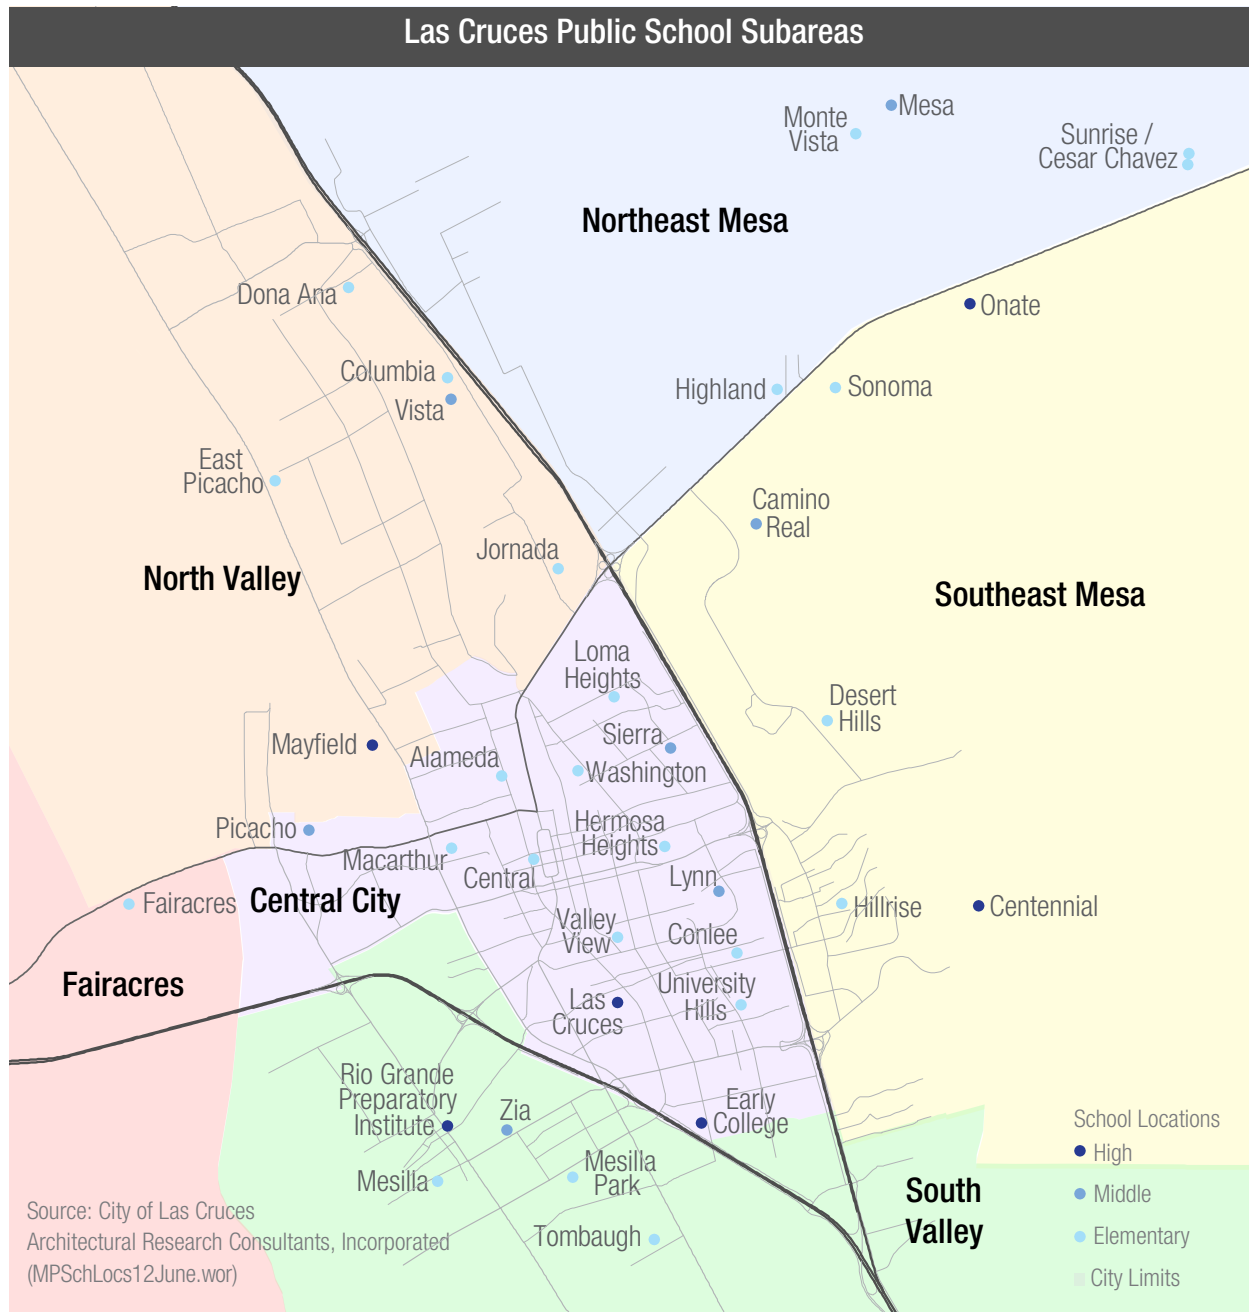 Las Cruces Public School Subareas
Mesa
Monte
Vista
Sunrise /
Cesar Chavez
Northeast Mesa
Dona Ana
Onate
Columbia
Vista
Highland
Sonoma
East
Picacho
Camino
Real
Jornada
North Valley
Southeast Mesa
Loma
Heights
Desert
Hills
Mayfield
Sierra
Alameda
Washington
Picacho
Hermosa
Heights
Macarthur
Central
Lynn
Fairacres
Central City
Hillrise
Centennial
Valley
View
Conlee
Fairacres
Las
Cruces
University
Hills
Rio Grande
Preparatory
Institute
Zia
Early
College
Mesilla
Mesilla
Park
Tombaugh
South
Valley
School Locations
High
Middle
Elementary
City Limits
Source: City of Las Cruces
Architectural Research Consultants, Incorporated
(MPSchLocs12June.wor)